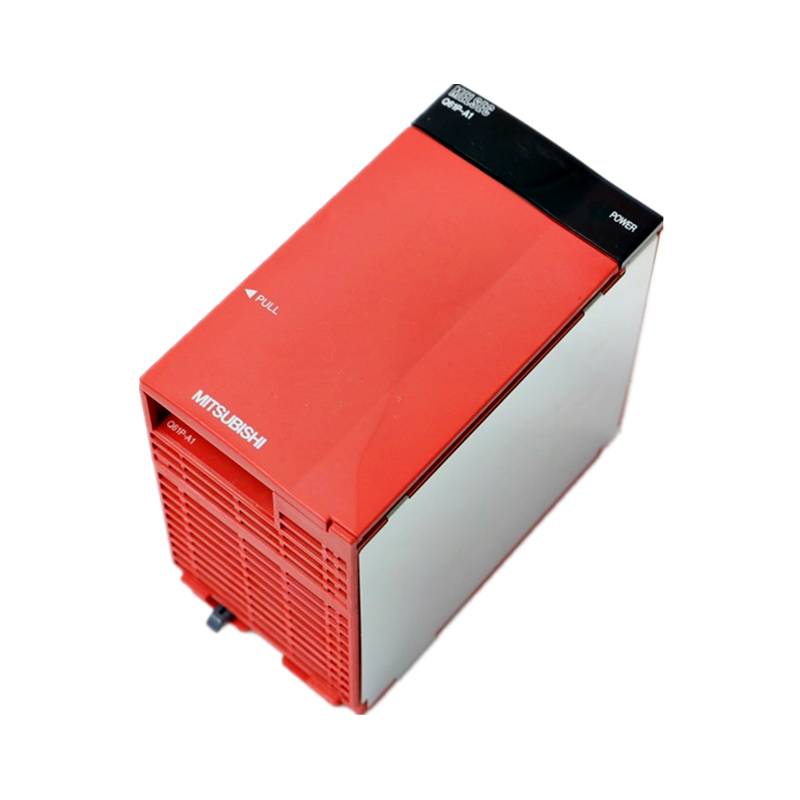 MELSEC
Q61P-A1
POWER
PULL
MITSUBISHI
Q61P-A1